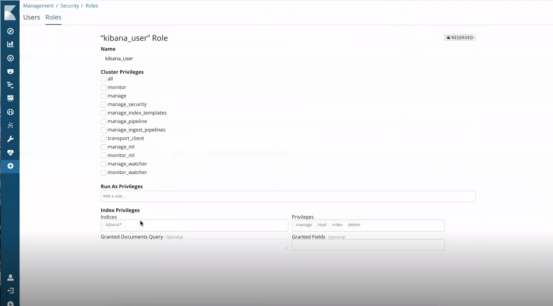 Management / Security / Roles
Users Roles
"kibana_user" Role
RESERVED
Name
kibana_user
Cluster Privileges
all
monitor
manage
manage_security
manage_index_templates
manage_pipeline
manage_ingest_pipelines
transport_client
manage_ml
monitor_ml
manage_watcher
monitor_watcher
Run As Privileges
Add a user...
Index Privileges
Indices Privileges
.kibana* manage read index delete
Granted Documents Query Optional Granted Fields Optional